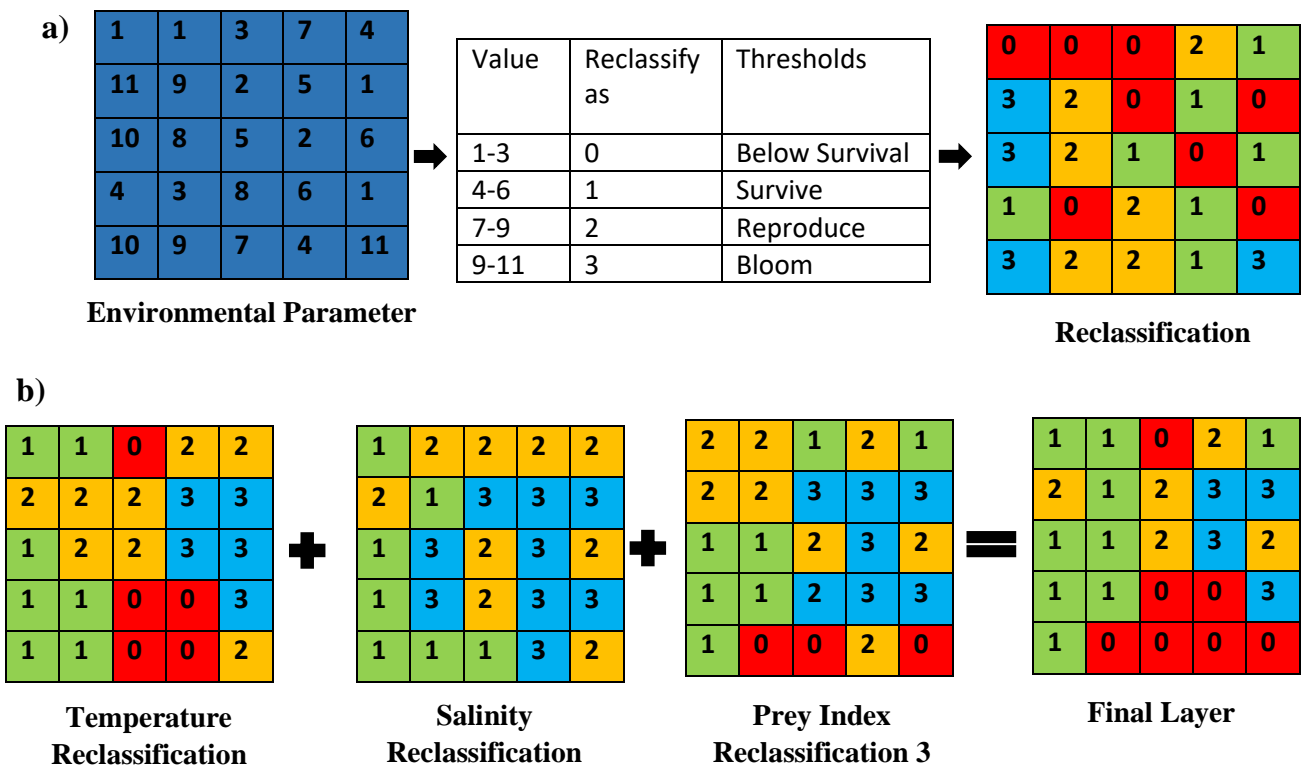 a)
1 1 3 7 4
11 9 2 5 1
10 8 5 2 6
4 3 8 6 1
10 9 7 4 11
Environmental Parameter
Value Reclassify as Thresholds
1-3 0 Below Survival
4-6 1 Survive
7-9 2 Reproduce
9-11 3 Bloom
0 0 0 2 1
3 2 0 1 0
3 2 1 0 1
1 0 2 1 0
3 2 2 1 3
Reclassification
b)
1 1 0 2 2
2 2 2 3 3
1 2 2 3 3
1 1 0 0 3
1 1 0 0 2
Temperature
Reclassification
1 2 2 2 2
2 1 3 3 3
1 3 2 3 2
1 3 2 3 3
1 1 1 3 2
Salinity
Reclassification
2 2 1 2 1
2 2 3 3 3
1 1 2 3 2
1 1 2 3 3
1 0 0 2 0
Prey Index
Reclassification 3
1 1 0 2 1
2 1 2 3 3
1 1 2 3 2
1 1 0 0 3
1 0 0 0 0
Final Layer